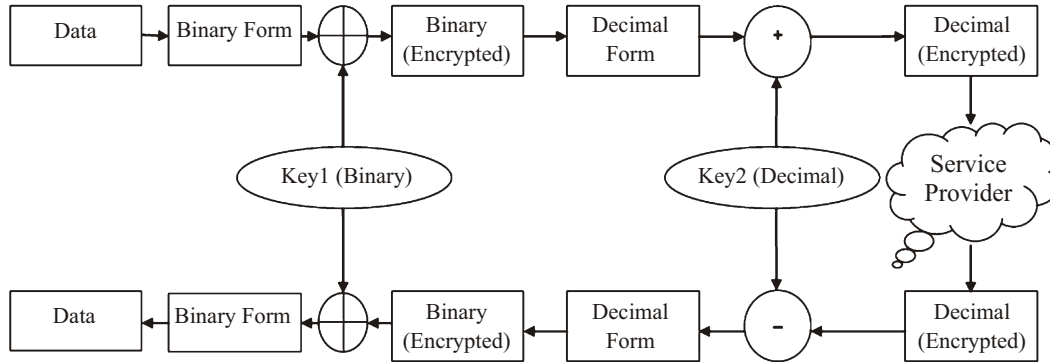 Data
Binary Form
Binary
(Encrypted)
Decimal
Form
+
Decimal
(Encrypted)
Key1 (Binary)
Key2 (Decimal)
Service
Provider
Data
Binary Form
Binary
(Encrypted)
Decimal
Form
-
Decimal
(Encrypted)